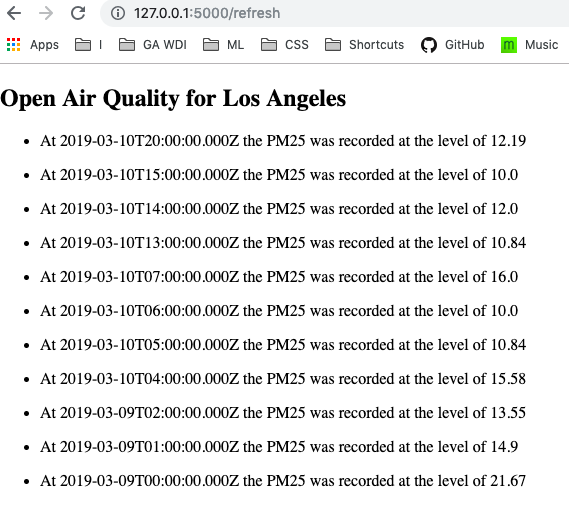 127.0.0.1:5000/refresh
Apps I GA WDI ML CSS Shortcuts GitHub m Music
Open Air Quality for Los Angeles
• At 2019-03-10T20:00:00.000Z the PM25 was recorded at the level of 12.19
• At 2019-03-10T15:00:00.000Z the PM25 was recorded at the level of 10.0
• At 2019-03-10T14:00:00.000Z the PM25 was recorded at the level of 12.0
• At 2019-03-10T13:00:00.000Z the PM25 was recorded at the level of 10.84
• At 2019-03-10T07:00:00.000Z the PM25 was recorded at the level of 16.0
• At 2019-03-10T06:00:00.000Z the PM25 was recorded at the level of 10.0
• At 2019-03-10T05:00:00.000Z the PM25 was recorded at the level of 10.84
• At 2019-03-10T04:00:00.000Z the PM25 was recorded at the level of 15.58
• At 2019-03-09T02:00:00.000Z the PM25 was recorded at the level of 13.55
• At 2019-03-09T01:00:00.000Z the PM25 was recorded at the level of 14.9
• At 2019-03-09T00:00:00.000Z the PM25 was recorded at the level of 21.67